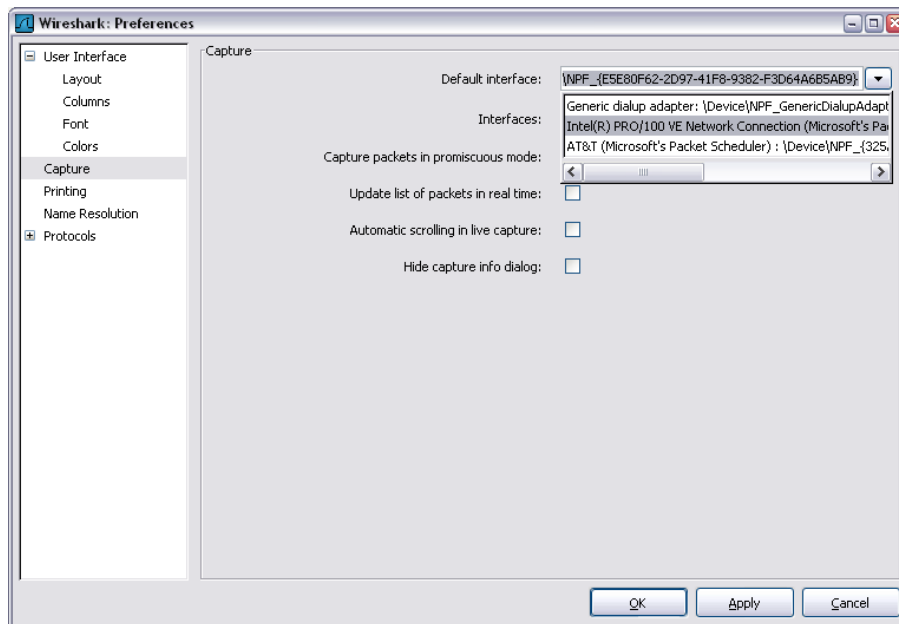 Wireshark: Preferences
User Interface
Layout
Columns
Font
Colors
Capture
Printing
Name Resolution
Protocols
Capture
Default interface: \NPF_{E5E80F62-2D97-41F8-9382-F3D64A6B5AB9}
Generic dialup adapter: \Device\NPF_GenericDialupAdapt
Interfaces:
Intel(R) PRO/100 VE Network Connection (Microsoft's Pa
AT&T (Microsoft's Packet Scheduler) : \Device\NPF_{325
Capture packets in promiscuous mode:
Update list of packets in real time:
Automatic scrolling in live capture:
Hide capture info dialog:
OK Apply Cancel